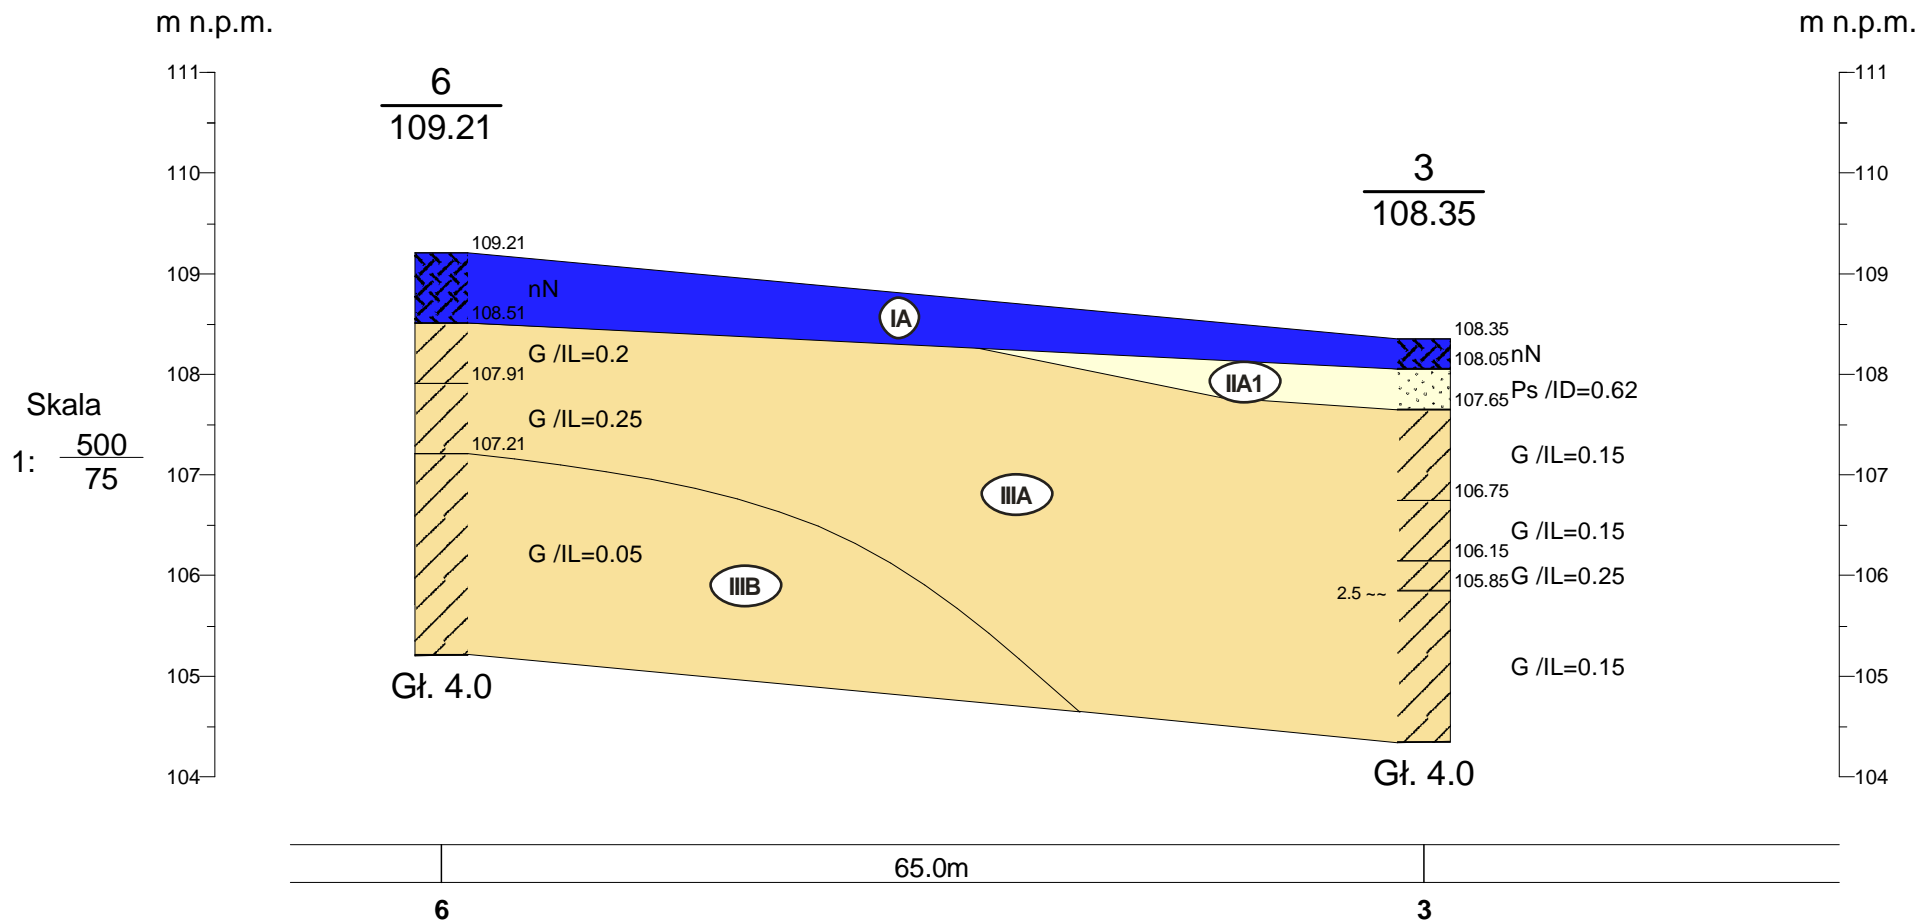 m n.p.m.
m n.p.m.
111
111
6
109.21
110
110
3
108.35
109.21
109
109
nN
108.51
IA
108.35
nN
108.05
G /IL=0.2
108
108
107.91
IIA1
Ps /ID=0.62
107.65
Skala
1: 500
75
G /IL=0.25
107.21
G /IL=0.15
107
107
IIIA
106.75
G /IL=0.15
106.15
G /IL=0.05
106
106
IIIB
G /IL=0.25
105.85
2.5 ~~
G /IL=0.15
105
105
Gł. 4.0
104
104
Gł. 4.0
65.0m
6
3